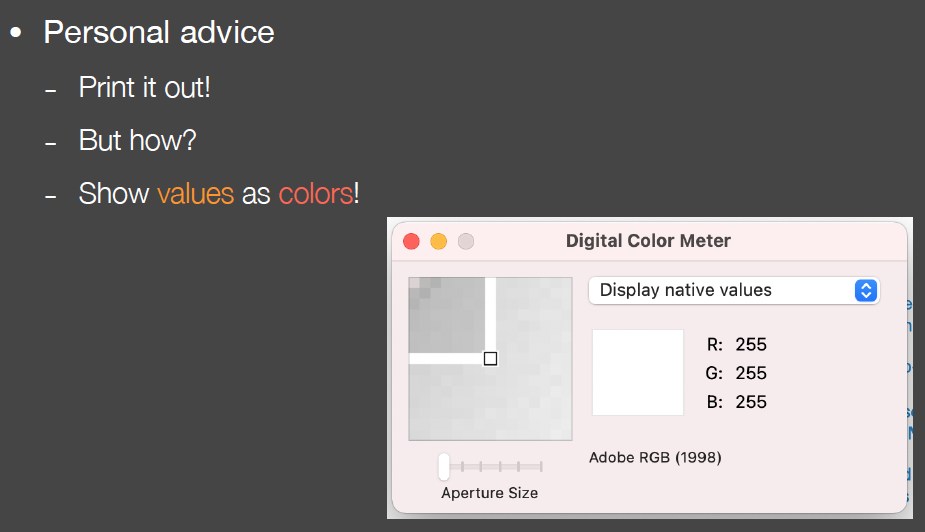 • Personal advice
– Print it out!
– But how?
– Show values as colors!
Digital Color Meter
Display native values
R: 255
G: 255
B: 255
Adobe RGB (1998)
Aperture Size